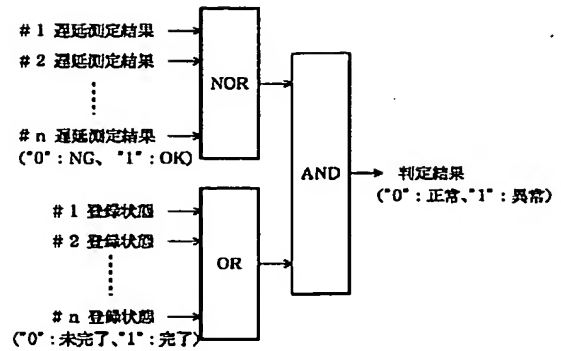 #1 遅延測定結果
#2 遅延測定結果
#n 遅延測定結果
("0":NG、"1":OK)
NOR
AND
判定結果
("0":正常、"1":異常)
#1 登録状態
#2 登録状態
OR
#n 登録状態
("0":未完了、"1":完了)